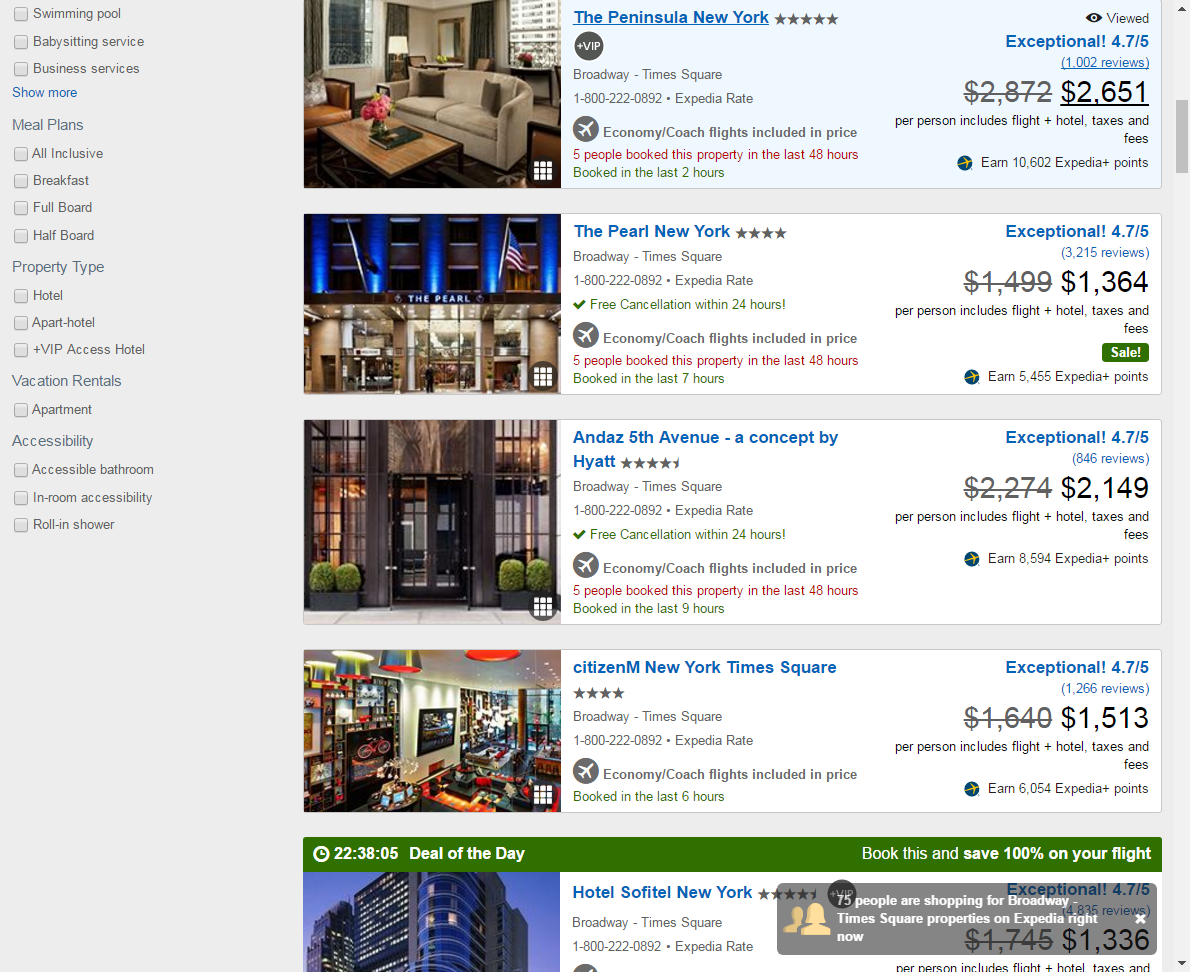 Swimming pool
Babysitting service
Business services
Show more
Meal Plans
All Inclusive
Breakfast
Full Board
Half Board
Property Type
Hotel
Apart-hotel
+VIP Access Hotel
Vacation Rentals
Apartment
Accessibility
Accessible bathroom
In-room accessibility
Roll-in shower
The Peninsula New York
+VIP
Broadway - Times Square
1-800-222-0892 • Expedia Rate
Economy/Coach flights included in price
5 people booked this property in the last 48 hours
Booked in the last 2 hours
Viewed
Exceptional! 4.7/5
(1,002 reviews)
$2,872 $2,651
per person includes flight + hotel, taxes and
fees
Earn 10,602 Expedia+ points
THE PEARL
The Pearl New York
Broadway - Times Square
1-800-222-0892 • Expedia Rate
Free Cancellation within 24 hours!
Economy/Coach flights included in price
5 people booked this property in the last 48 hours
Booked in the last 7 hours
Exceptional! 4.7/5
(3,215 reviews)
$1,499 $1,364
per person includes flight + hotel, taxes and
fees
Sale!
Earn 5,455 Expedia+ points
Andaz 5th Avenue - a concept by
Hyatt
Broadway - Times Square
1-800-222-0892 • Expedia Rate
Free Cancellation within 24 hours!
Economy/Coach flights included in price
5 people booked this property in the last 48 hours
Booked in the last 9 hours
Exceptional! 4.7/5
(846 reviews)
$2,274 $2,149
per person includes flight + hotel, taxes and
fees
Earn 8,594 Expedia+ points
citizenM New York Times Square
Broadway - Times Square
1-800-222-0892 • Expedia Rate
Economy/Coach flights included in price
Booked in the last 6 hours
Exceptional! 4.7/5
(1,266 reviews)
$1,640 $1,513
per person includes flight + hotel, taxes and
fees
Earn 6,054 Expedia+ points
22:38:05 Deal of the Day
Book this and save 100% on your flight
Hotel Sofitel New York
+VIP
Broadway - Times Square
1-800-222-0892 • Expedia Rate
Exceptional! 4.7/5
(4,835 reviews)
$1,745 $1,336
per person includes flight + hotel, taxes and
75 people are shopping for Broadway -
Times Square properties on Expedia right
now